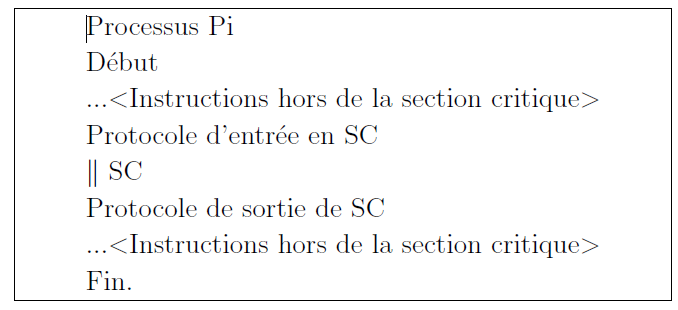 Processus Pi
Début
...<Instructions hors de la section critique>
Protocole d'entrée en SC
|| SC
Protocole de sortie de SC
...<Instructions hors de la section critique>
Fin.